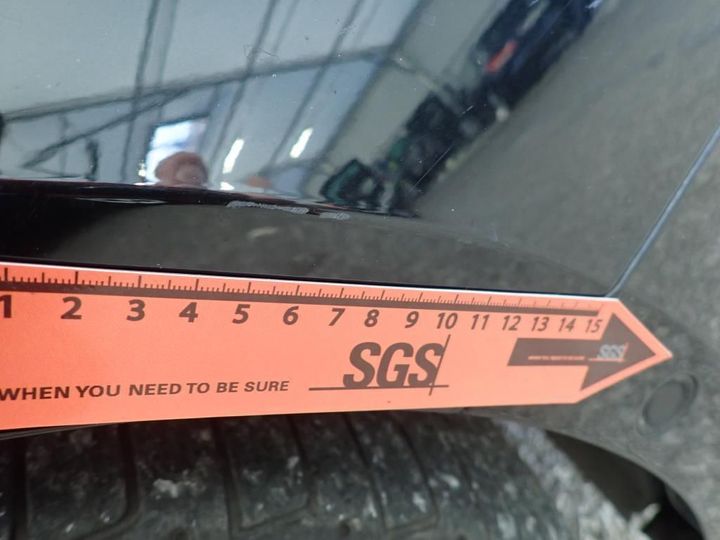 1 2 3 4 5 6 7 8 9 10 11 12 13 14 15
SGS
SGS
WHEN YOU NEED TO BE SURE